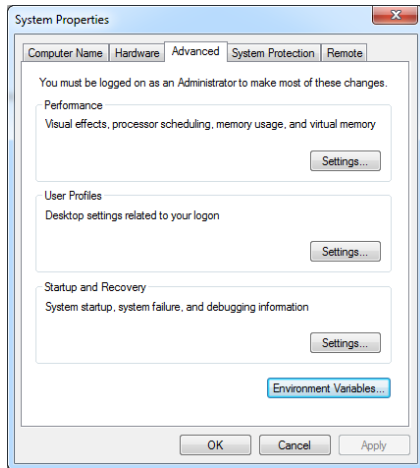 System Properties
Computer Name Hardware Advanced System Protection Remote
You must be logged on as an Administrator to make most of these changes.
Performance
Visual effects, processor scheduling, memory usage, and virtual memory
Settings...
User Profiles
Desktop settings related to your logon
Settings...
Startup and Recovery
System startup, system failure, and debugging information
Settings...
Environment Variables...
OK Cancel Apply